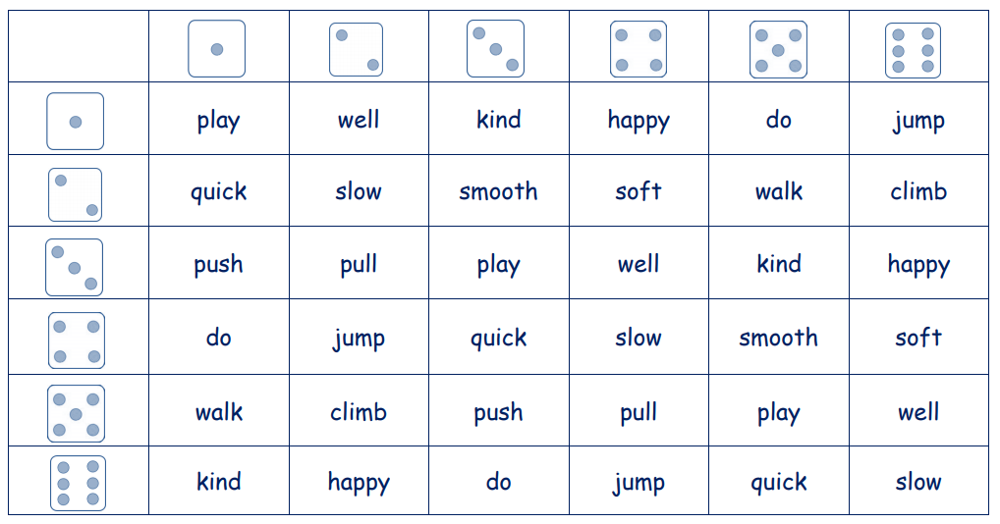 play well kind happy do jump
quick slow smooth soft walk climb
push pull play well kind happy
do jump quick slow smooth soft
walk climb push pull play well
kind happy do jump quick slow